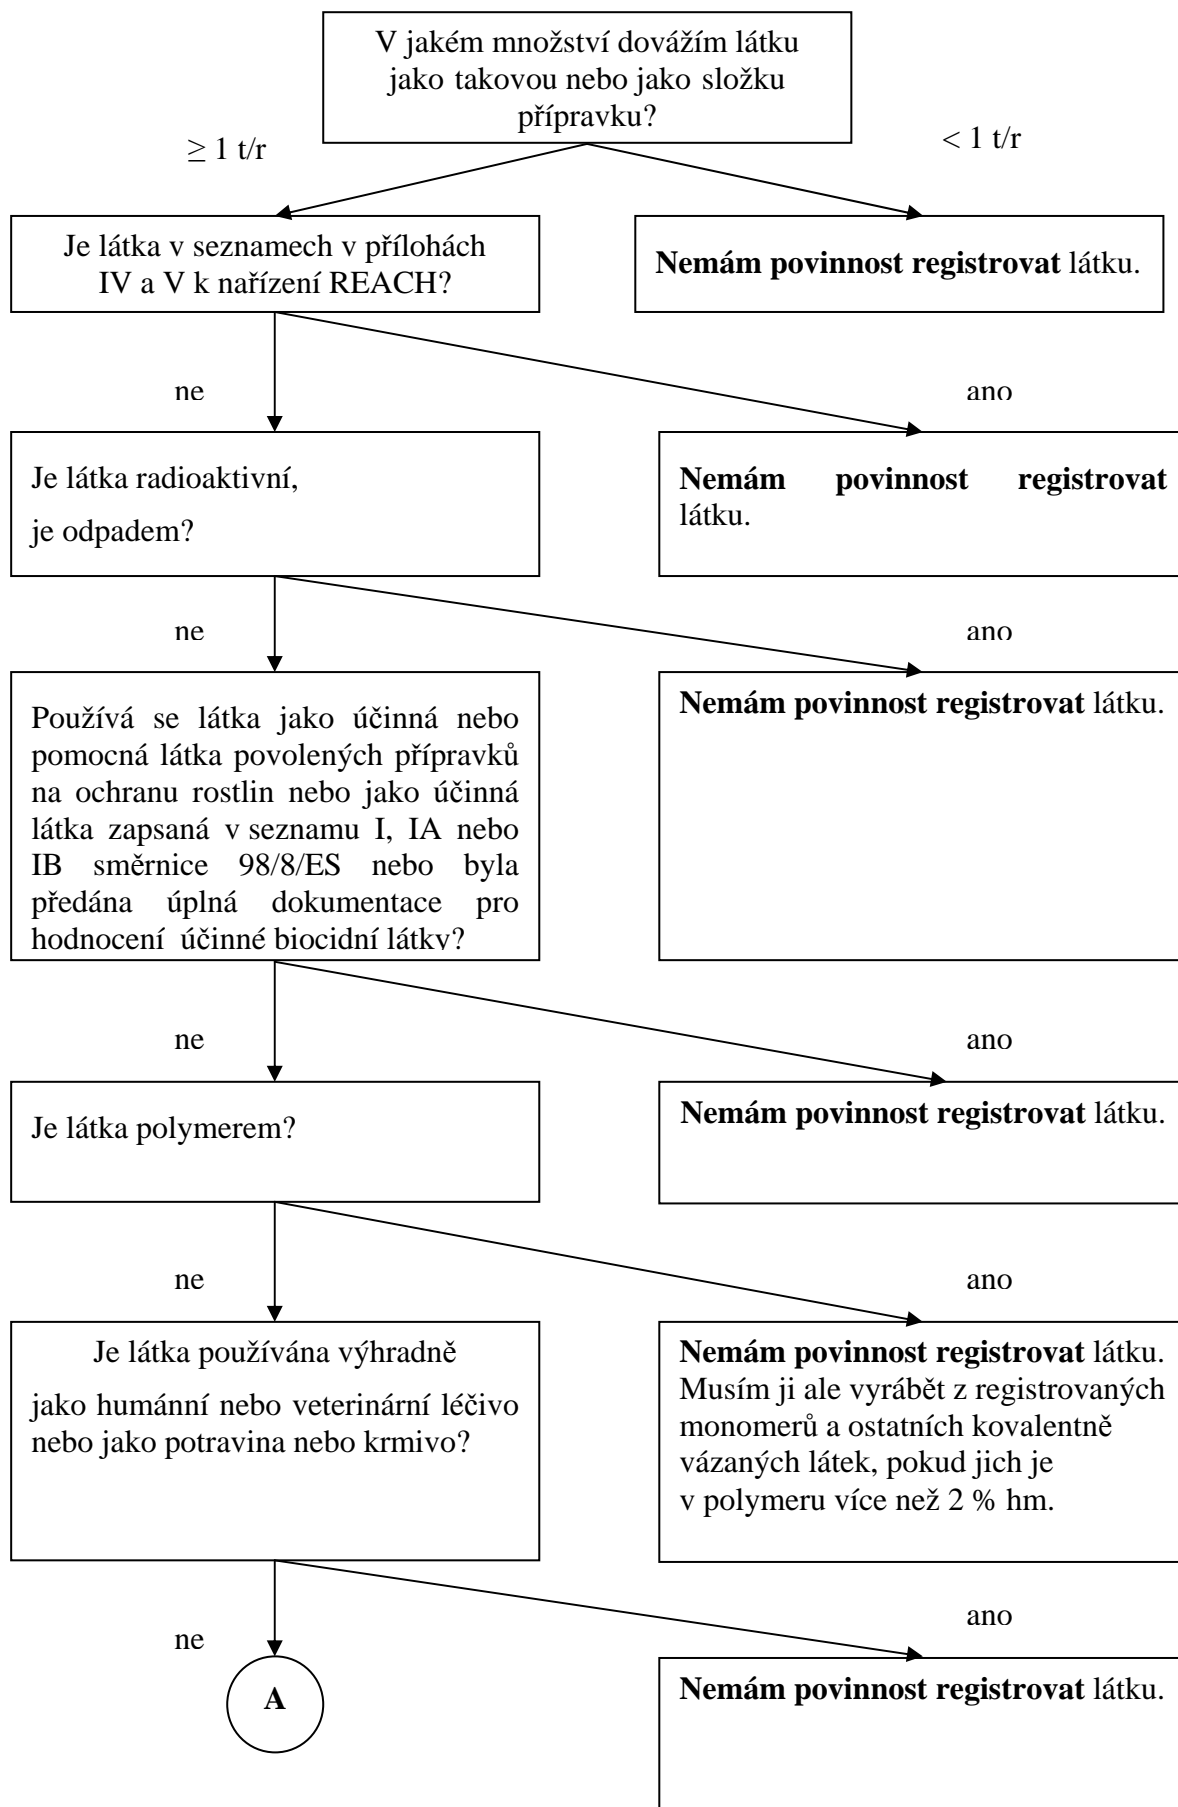 V jakém množství dovážím látku
jako takovou nebo jako složku
přípravku?
≥ 1 t/r
< 1 t/r
Je látka v seznamech v přílohách
IV a V k nařízení REACH?
Nemám povinnost registrovat látku.
ne
ano
Je látka radioaktivní,
je odpadem?
Nemám povinnost registrovat
látku.
ne
ano
Používá se látka jako účinná nebo
pomocná látka povolených přípravků
na ochranu rostlin nebo jako účinná
látka zapsaná v seznamu I, IA nebo
IB směrnice 98/8/ES nebo byla
předána úplná dokumentace pro
hodnocení účinné biocidní látky?
Nemám povinnost registrovat látku.
ne
ano
Je látka polymerem?
Nemám povinnost registrovat látku.
ne
ano
Je látka používána výhradně
jako humánní nebo veterinární léčivo
nebo jako potravina nebo krmivo?
Nemám povinnost registrovat látku.
Musím ji ale vyrábět z registrovaných
monomerů a ostatních kovalentně
vázaných látek, pokud jich je
v polymeru více než 2 % hm.
ne
ano
A
Nemám povinnost registrovat látku.